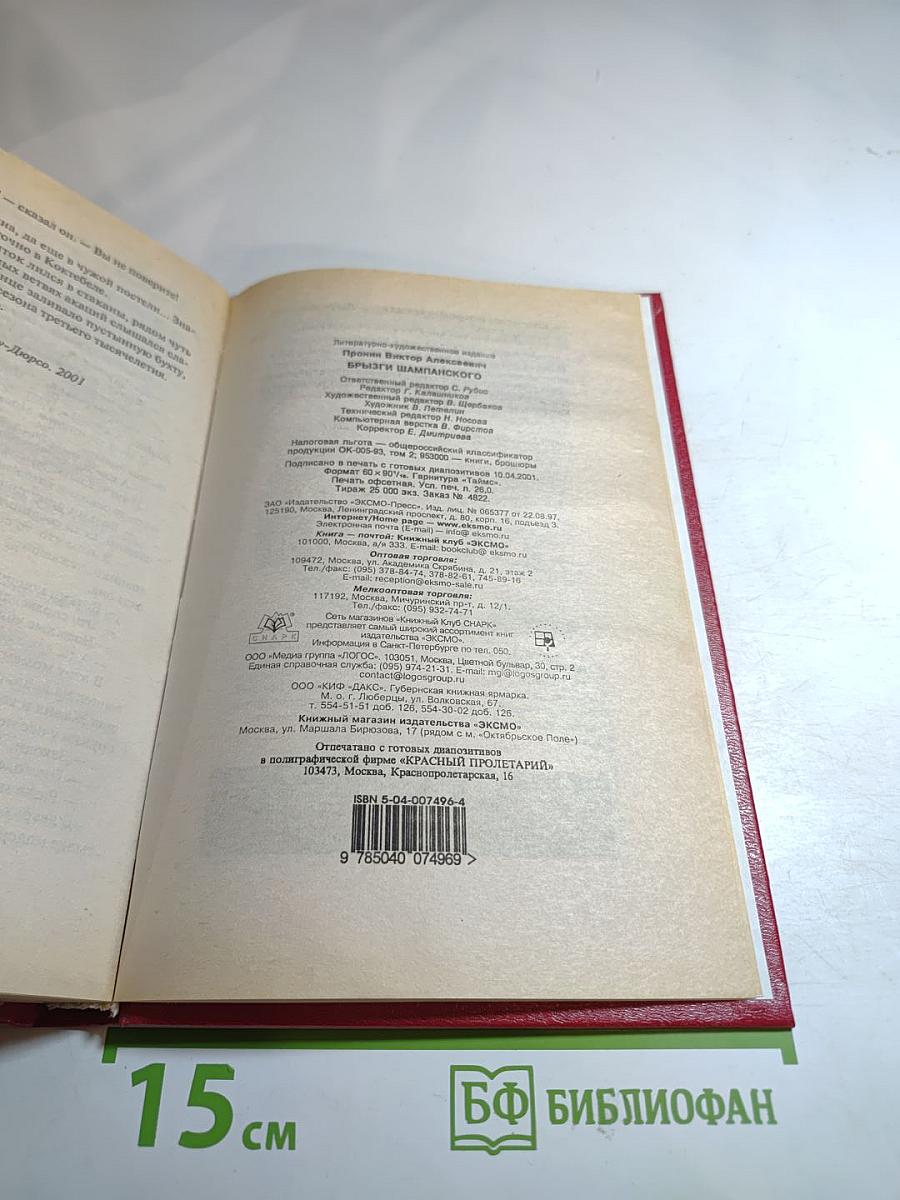 — сказал он. — Вы не поверите!
на, да еще в чужой постели... Зна-
точно в Коктебеле.
ток лился в стаканы, рядом чуть
ых ветвях акаций слышался сла-
нце заливало пустынную бухту,
езона третьего тысячелетия.
-Дюрсо. 2001
Литературно-художественное издание
Пронин Виктор Алексеевич
БРЫЗГИ ШАМПАНСКОГО
Ответственный редактор С. Рубис
Редактор Г. Калашников
Художественный редактор В. Щербаков
Художник В. Петелин
Технический редактор Н. Носова
Компьютерная верстка В. Фирстов
Корректор Е. Дмитриева
Налоговая льгота — общероссийский классификатор
продукции ОК-005-93, том 2; 953000 — книги, брошюры
Подписано в печать с готовых диапозитивов 10.04.2001.
Формат 60 × 90 1/16. Гарнитура «Таймс».
Печать офсетная. Усл. печ. л. 26,0.
Тираж 25 000 экз. Заказ № 4822.
ЗАО «Издательство «ЭКСМО-Пресс». Изд. лиц. № 065377 от 22.08.97.
125190, Москва, Ленинградский проспект, д. 80, корп. 16, подъезд 3.
Интернет/Home page — www.eksmo.ru
Электронная почта (E-mail) — info@ eksmo.ru
Книга — почтой: Книжный клуб «ЭКСМО»
101000, Москва, а/я 333. E-mail: bookclub@ eksmo.ru
Оптовая торговля:
109472, Москва, ул. Академика Скрябина, д. 21, этаж 2
Тел./факс: (095) 378-84-74, 378-82-61, 745-89-16
E-mail: reception@eksmo-sale.ru
Мелкооптовая торговля:
117192, Москва, Мичуринский пр-т, д. 12/1.
Тел./факс: (095) 932-74-71
СНАРК
Сеть магазинов «Книжный Клуб СНАРК»
представляет самый широкий ассортимент книг
издательства «ЭКСМО».
Информация в Санкт-Петербурге по тел. 050.
ООО «Медиа группа «ЛОГОС». 103051, Москва, Цветной бульвар, 30, стр. 2
Единая справочная служба: (095) 974-21-31. E-mail: mgl@logosgroup.ru
contact@logosgroup.ru
ООО «КИФ «ДАКС». Губернская книжная ярмарка.
М. о. г. Люберцы, ул. Волковская, 67.
т. 554-51-51 доб. 126, 554-30-02 доб. 126.
Книжный магазин издательства «ЭКСМО»
Москва, ул. Маршала Бирюзова, 17 (рядом с м. «Октябрьское Поле»)
Отпечатано с готовых диапозитивов
в полиграфической фирме «КРАСНЫЙ ПРОЛЕТАРИЙ»
103473, Москва, Краснопролетарская, 16
ISBN 5-04-007496-4
9 785040 074969 >
15 см
БФ БИБЛИОФАН